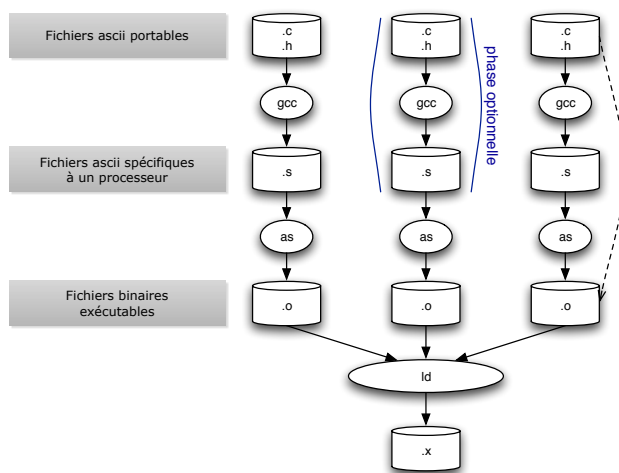 Fichiers ascii portables
.c
.h
.c
.h
.c
.h
gcc
gcc
gcc
phase optionnelle
Fichiers ascii spécifiques
à un processeur
.s
.s
.s
as
as
as
Fichiers binaires
exécutables
.o
.o
.o
ld
.x